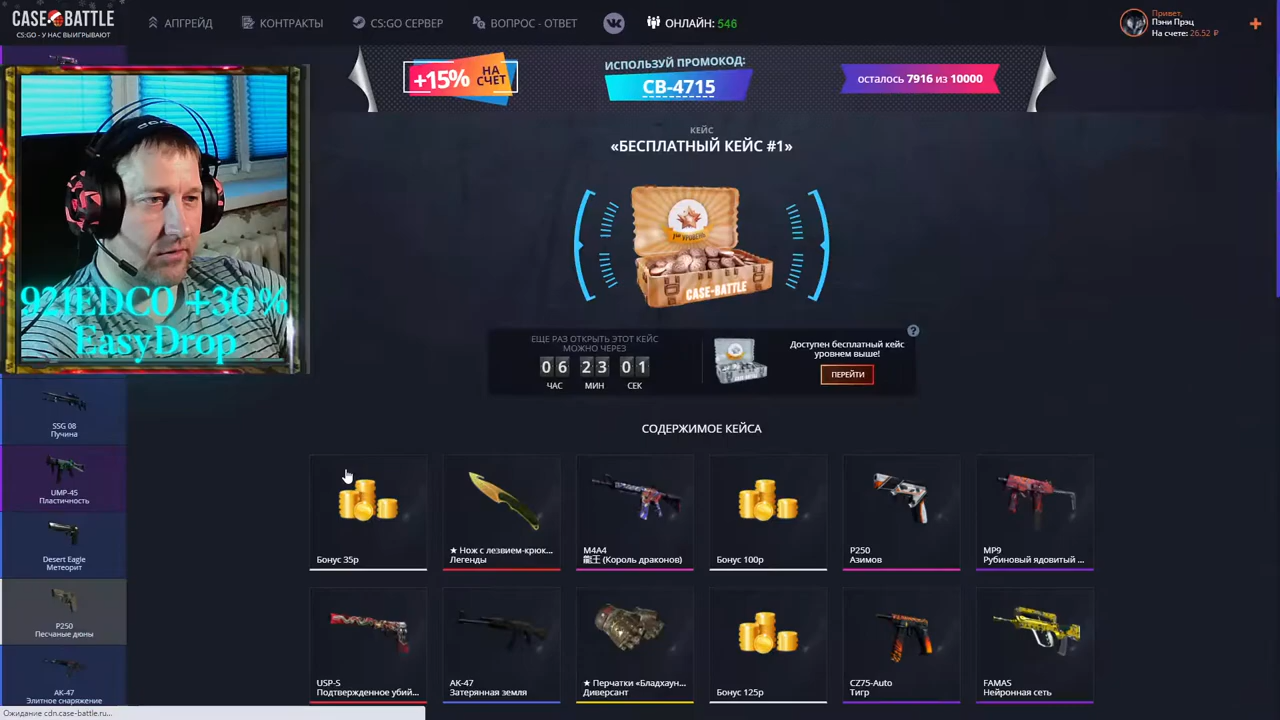 CASE BATTLE
CS:GO - У НАС ВЫИГРЫВАЮТ
АПГРЕЙД
КОНТРАКТЫ
CS:GO СЕРВЕР
ВОПРОС - ОТВЕТ
ОНЛАЙН: 546
Привет,
Пэни Прэц
На счете: 26.52 ₽
+15% НА СЧЕТ
ИСПОЛЬЗУЙ ПРОМОКОД:
CB-4715
осталось 7916 из 10000
КЕЙС
«БЕСПЛАТНЫЙ КЕЙС #1»
1ый УРОВЕНЬ
CASE-BATTLE
921EDCO +30%
EasyDrop
ЕЩЕ РАЗ ОТКРЫТЬ ЭТОТ КЕЙС
МОЖНО ЧЕРЕЗ
06 23 01
ЧАС МИН СЕК
Доступен бесплатный кейс
уровнем выше!
ПЕРЕЙТИ
?
СОДЕРЖИМОЕ КЕЙСА
SSG 08
Пучина
UMP-45
Пластичность
Desert Eagle
Метеорит
P250
Песчаные дюны
AK-47
Элитное снаряжение
Бонус 35р
★ Нож с лезвием-крюк...
Легенды
M4A4
龍王 (Король драконов)
Бонус 100р
P250
Азимов
MP9
Рубиновый ядовитый ...
USP-S
Подтвержденное убий...
AK-47
Затерянная земля
★ Перчатки «Бладхаун...
Диверсант
Бонус 125р
CZ75-Auto
Тигр
FAMAS
Нейронная сеть
Ожидание cdn.case-battle.ru...